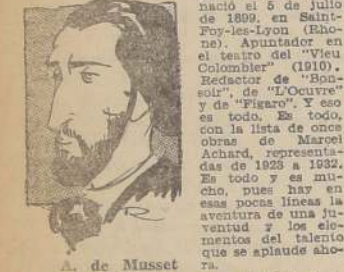 nació el 5 de julio
de 1899, en Saint-
Foy-les-Lyon (Rho-
ne). Apuntador en
el teatro del "Vieu
Colombier" (1910).
Redactor de "Bon-
soir", de "L'Ocuvre"
y de "Figaro". Y eso
es todo. Es todo,
con la lista de once
obras de Marcel
Achard, representa-
das de 1923 a 1932.
Es todo y es mu-
cho, pues hay en
esas pocas líneas la
aventura de una ju-
ventud y los ele-
mentos del talento
que se aplaude aho-
ra.
A. de Musset